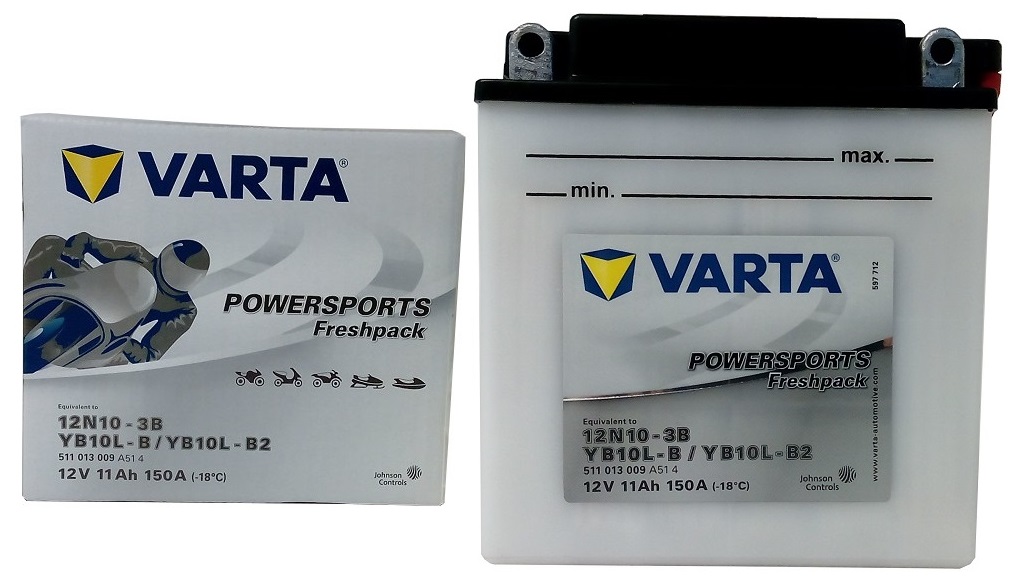 VARTA®
POWERSPORTS
Freshpack
Equivalent to
12N10-3B
YB10L-B / YB10L-B2
511 013 009 A51 4
12V 11Ah 150A (-18°C)
Johnson
Controls
max.
min.
VARTA®
597 712
POWERSPORTS
Freshpack
www.varta-automotive.com
Equivalent to
12N10-3B
YB10L-B / YB10L-B2
511 013 009 A51 4
12V 11Ah 150A (-18°C)
Johnson
Controls